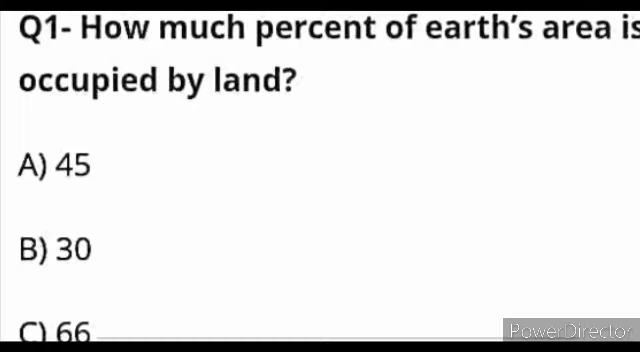 Q1- How much percent of earth's area is
occupied by land?
A) 45
B) 30
C) 66
PowerDirector